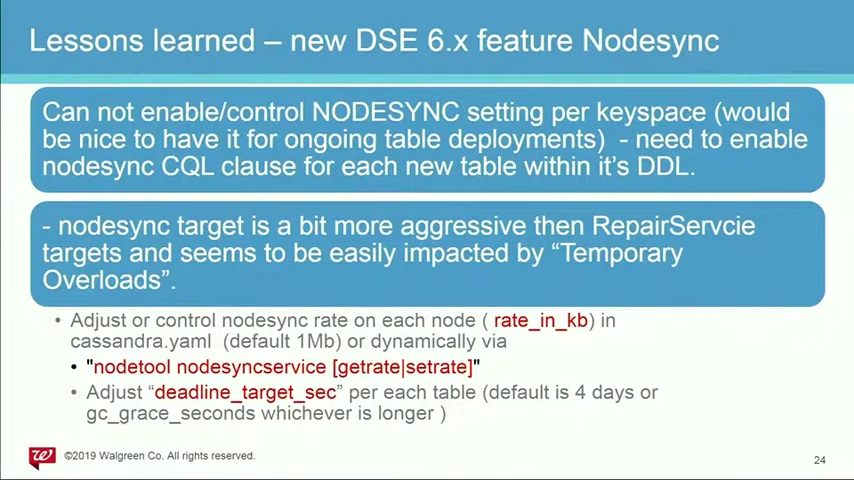 Lessons learned – new DSE 6.x feature Nodesync
Can not enable/control NODESYNC setting per keyspace (would
be nice to have it for ongoing table deployments)  - need to enable
nodesync CQL clause for each new table within it's DDL.
- nodesync target is a bit more aggressive then RepairServcie
targets and seems to be easily impacted by “Temporary
Overloads”.
• Adjust or control nodesync rate on each node ( rate_in_kb) in
cassandra.yaml  (default 1Mb) or dynamically via
• "nodetool nodesyncservice [getrate|setrate]"
• Adjust “deadline_target_sec” per each table (default is 4 days or
gc_grace_seconds whichever is longer )
©2019 Walgreen Co. All rights reserved.
24